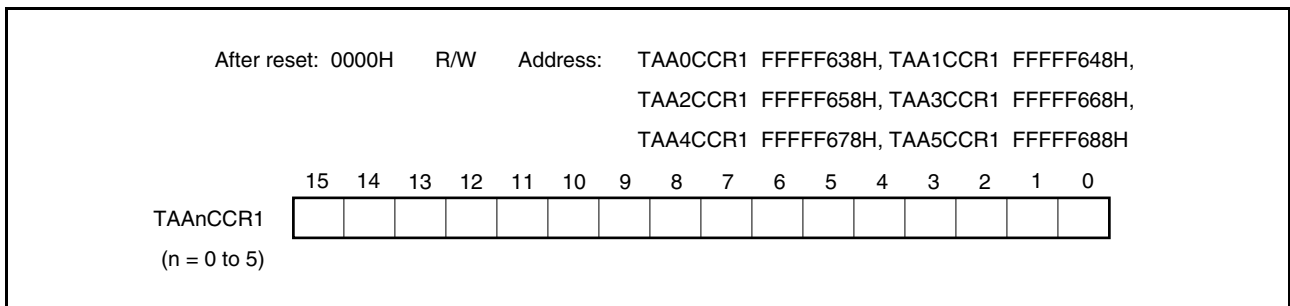 After reset: 0000H R/W Address: TAA0CCR1 FFFFF638H, TAA1CCR1 FFFFF648H,
TAA2CCR1 FFFFF658H, TAA3CCR1 FFFFF668H,
TAA4CCR1 FFFFF678H, TAA5CCR1 FFFFF688H
15 14 13 12 11 10 9 8 7 6 5 4 3 2 1 0
TAAnCCR1
(n = 0 to 5)